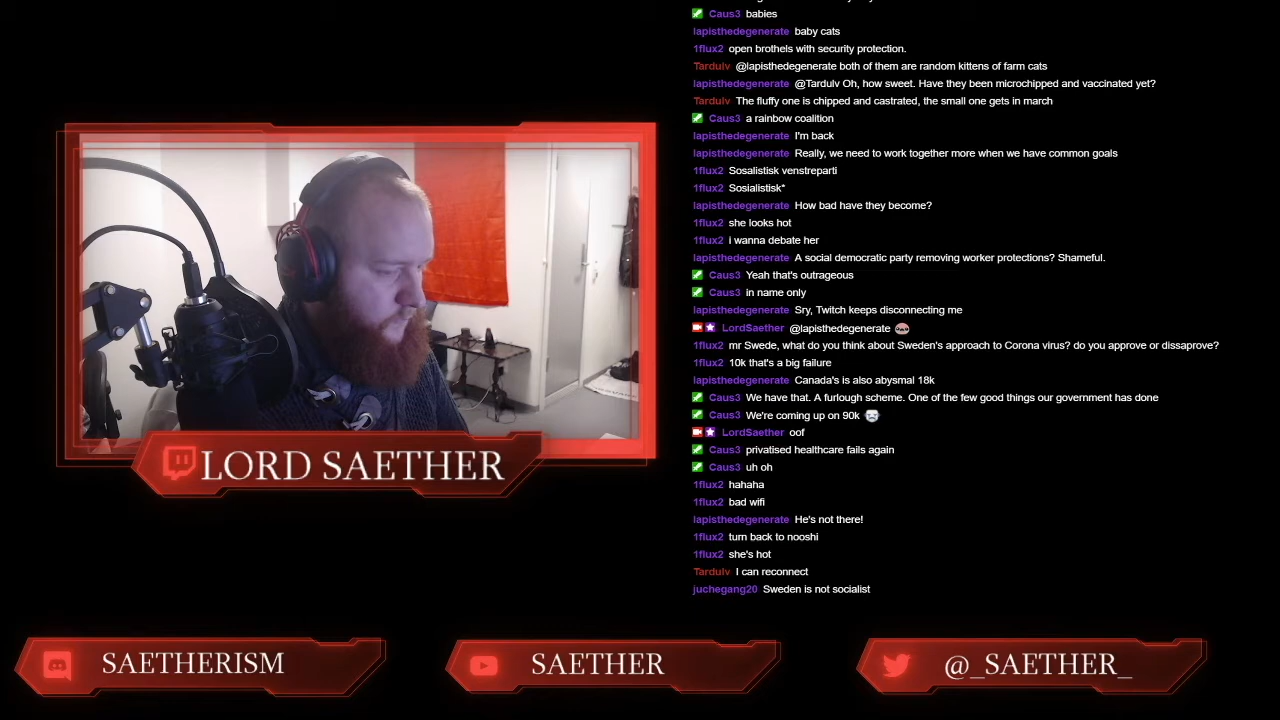 Caus3 babies
lapisthedegenerate baby cats
1flux2 open brothels with security protection.
Tardulv @lapisthedegenerate both of them are random kittens of farm cats
lapisthedegenerate @Tardulv Oh, how sweet. Have they been microchipped and vaccinated yet?
Tardulv The fluffy one is chipped and castrated, the small one gets in march
Caus3 a rainbow coalition
lapisthedegenerate I'm back
lapisthedegenerate Really, we need to work together more when we have common goals
1flux2 Sosalistisk venstreparti
1flux2 Sosialistisk*
lapisthedegenerate How bad have they become?
1flux2 she looks hot
1flux2 i wanna debate her
lapisthedegenerate A social democratic party removing worker protections? Shameful.
Caus3 Yeah that's outrageous
Caus3 in name only
lapisthedegenerate Sry, Twitch keeps disconnecting me
LordSaether @lapisthedegenerate
1flux2 mr Swede, what do you think about Sweden's approach to Corona virus? do you approve or dissaprove?
1flux2 10k that's a big failure
lapisthedegenerate Canada's is also abysmal 18k
Caus3 We have that. A furlough scheme. One of the few good things our government has done
Caus3 We're coming up on 90k
LordSaether oof
Caus3 privatised healthcare fails again
Caus3 uh oh
1flux2 hahaha
1flux2 bad wifi
lapisthedegenerate He's not there!
1flux2 turn back to nooshi
1flux2 she's hot
Tardulv I can reconnect
juchegang20 Sweden is not socialist
LORD SAETHER
SAETHERISM
SAETHER
@_SAETHER_